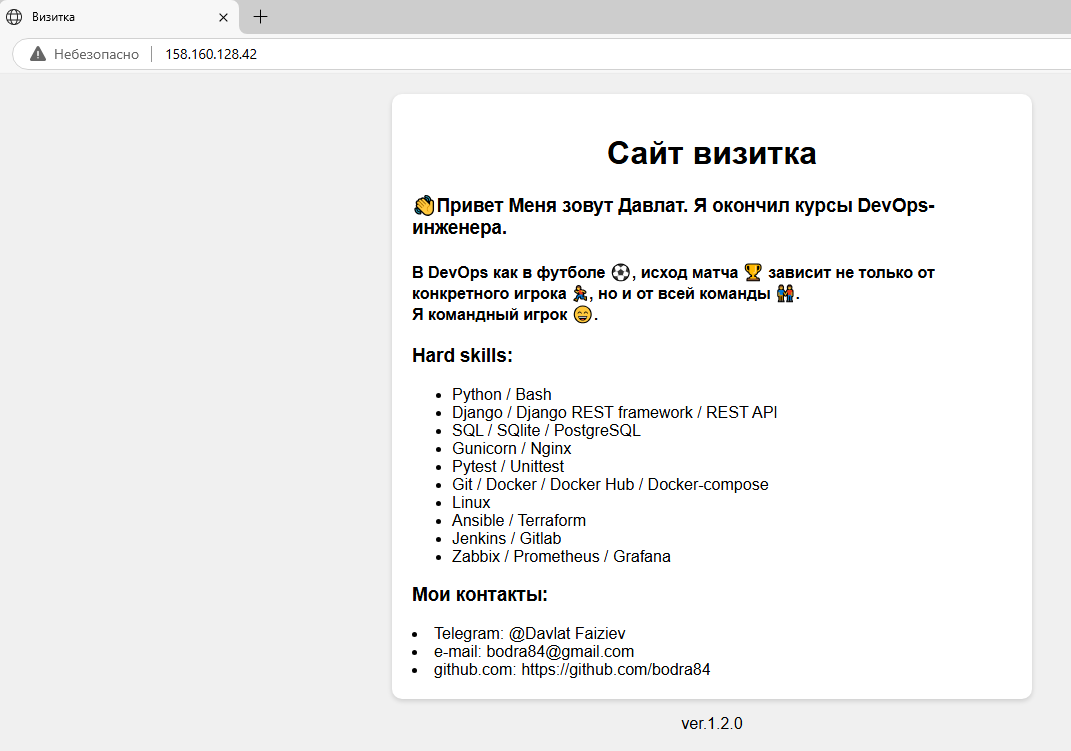 Визитка
Небезопасно 158.160.128.42
Сайт визитка
👋Привет Меня зовут Давлат. Я окончил курсы DevOps-
инженера.
В DevOps как в футболе ⚽, исход матча 🏆 зависит не только от
конкретного игрока 🏃, но и от всей команды 👬.
Я командный игрок 😄.
Hard skills:
• Python / Bash
• Django / Django REST framework / REST API
• SQL / SQlite / PostgreSQL
• Gunicorn / Nginx
• Pytest / Unittest
• Git / Docker / Docker Hub / Docker-compose
• Linux
• Ansible / Terraform
• Jenkins / Gitlab
• Zabbix / Prometheus / Grafana
Мои контакты:
• Telegram: @Davlat Faiziev
• e-mail: bodra84@gmail.com
• github.com: https://github.com/bodra84
ver.1.2.0